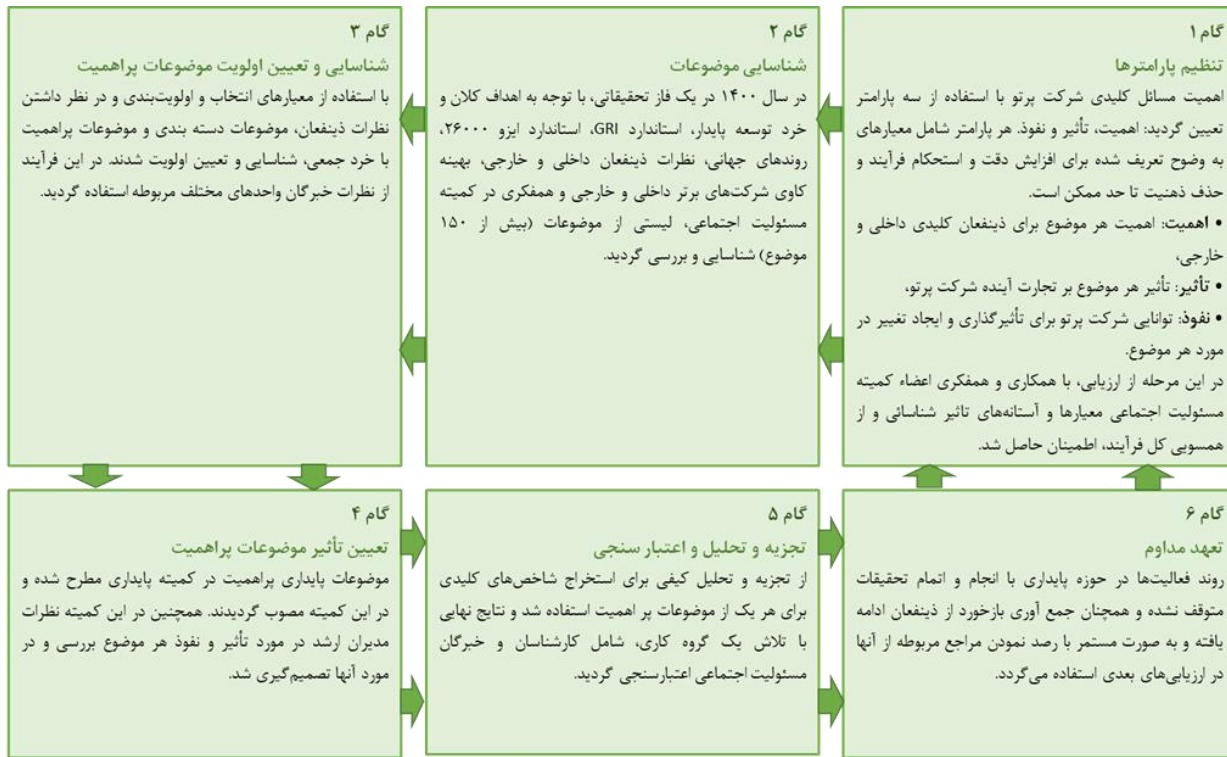 گام ۱
تنظیم پارامترها
اهمیت مسائل کلیدی شرکت پرتو با استفاده از سه پارامتر
تعیین گردید: اهمیت، تأثیر و نفوذ. هر پارامتر شامل معیارهای
به وضوح تعریف شده برای افزایش دقت و استحکام فرآیند و
حذف ذهنیت تا حد ممکن است.
• اهمیت: اهمیت هر موضوع برای ذینفعان کلیدی داخلی و
خارجی،
• تأثیر: تأثیر هر موضوع بر تجارت آینده شرکت پرتو،
• نفوذ: توانایی شرکت پرتو برای تأثیرگذاری و ایجاد تغییر در
مورد هر موضوع.
در این مرحله از ارزیابی، با همکاری و همفکری اعضاء کمیته
مسئولیت اجتماعی معیارها و آستانه‌های تاثیر شناسائی و از
همسویی کل فرآیند، اطمینان حاصل شد.
گام ۲
شناسایی موضوعات
در سال ۱۴۰۰ در یک فاز تحقیقاتی، با توجه به اهداف کلان و
خرد توسعه پایدار، استاندارد GRI، استاندارد ایزو ۲۶۰۰۰،
روندهای جهانی، نظرات ذینفعان داخلی و خارجی، بهینه
کاوی شرکت‌های برتر داخلی و خارجی و همفکری در کمیته
مسئولیت اجتماعی، لیستی از موضوعات (بیش از ۱۵۰
موضوع) شناسایی و بررسی گردید.
گام ۳
شناسایی و تعیین اولویت موضوعات پراهمیت
با استفاده از معیارهای انتخاب و اولویت‌بندی و در نظر داشتن
نظرات ذینفعان، موضوعات دسته بندی و موضوعات پراهمیت
با خرد جمعی، شناسایی و تعیین اولویت شدند. در این فرآیند
از نظرات خبرگان واحدهای مختلف مربوطه استفاده گردید.
گام ۴
تعیین تأثیر موضوعات پراهمیت
موضوعات پایداری پراهمیت در کمیته پایداری مطرح شده و
در این کمیته مصوب گردیدند. همچنین در این کمیته نظرات
مدیران ارشد در مورد تأثیر و نفوذ هر موضوع بررسی و در
مورد آنها تصمیم‌گیری شد.
گام ۵
تجزیه و تحلیل و اعتبار سنجی
از تجزیه و تحلیل کیفی برای استخراج شاخص‌های کلیدی
برای هر یک از موضوعات پر اهمیت استفاده شد و نتایج نهایی
با تلاش یک گروه کاری، شامل کارشناسان و خبرگان
مسئولیت اجتماعی اعتبارسنجی گردید.
گام ۶
تعهد مداوم
روند فعالیت‌ها در حوزه پایداری با انجام و اتمام تحقیقات
متوقف نشده و همچنان جمع آوری بازخورد از ذینفعان ادامه
یافته و به صورت مستمر با رصد نمودن مراجع مربوطه از آنها
در ارزیابی‌های بعدی استفاده می‌گردد.